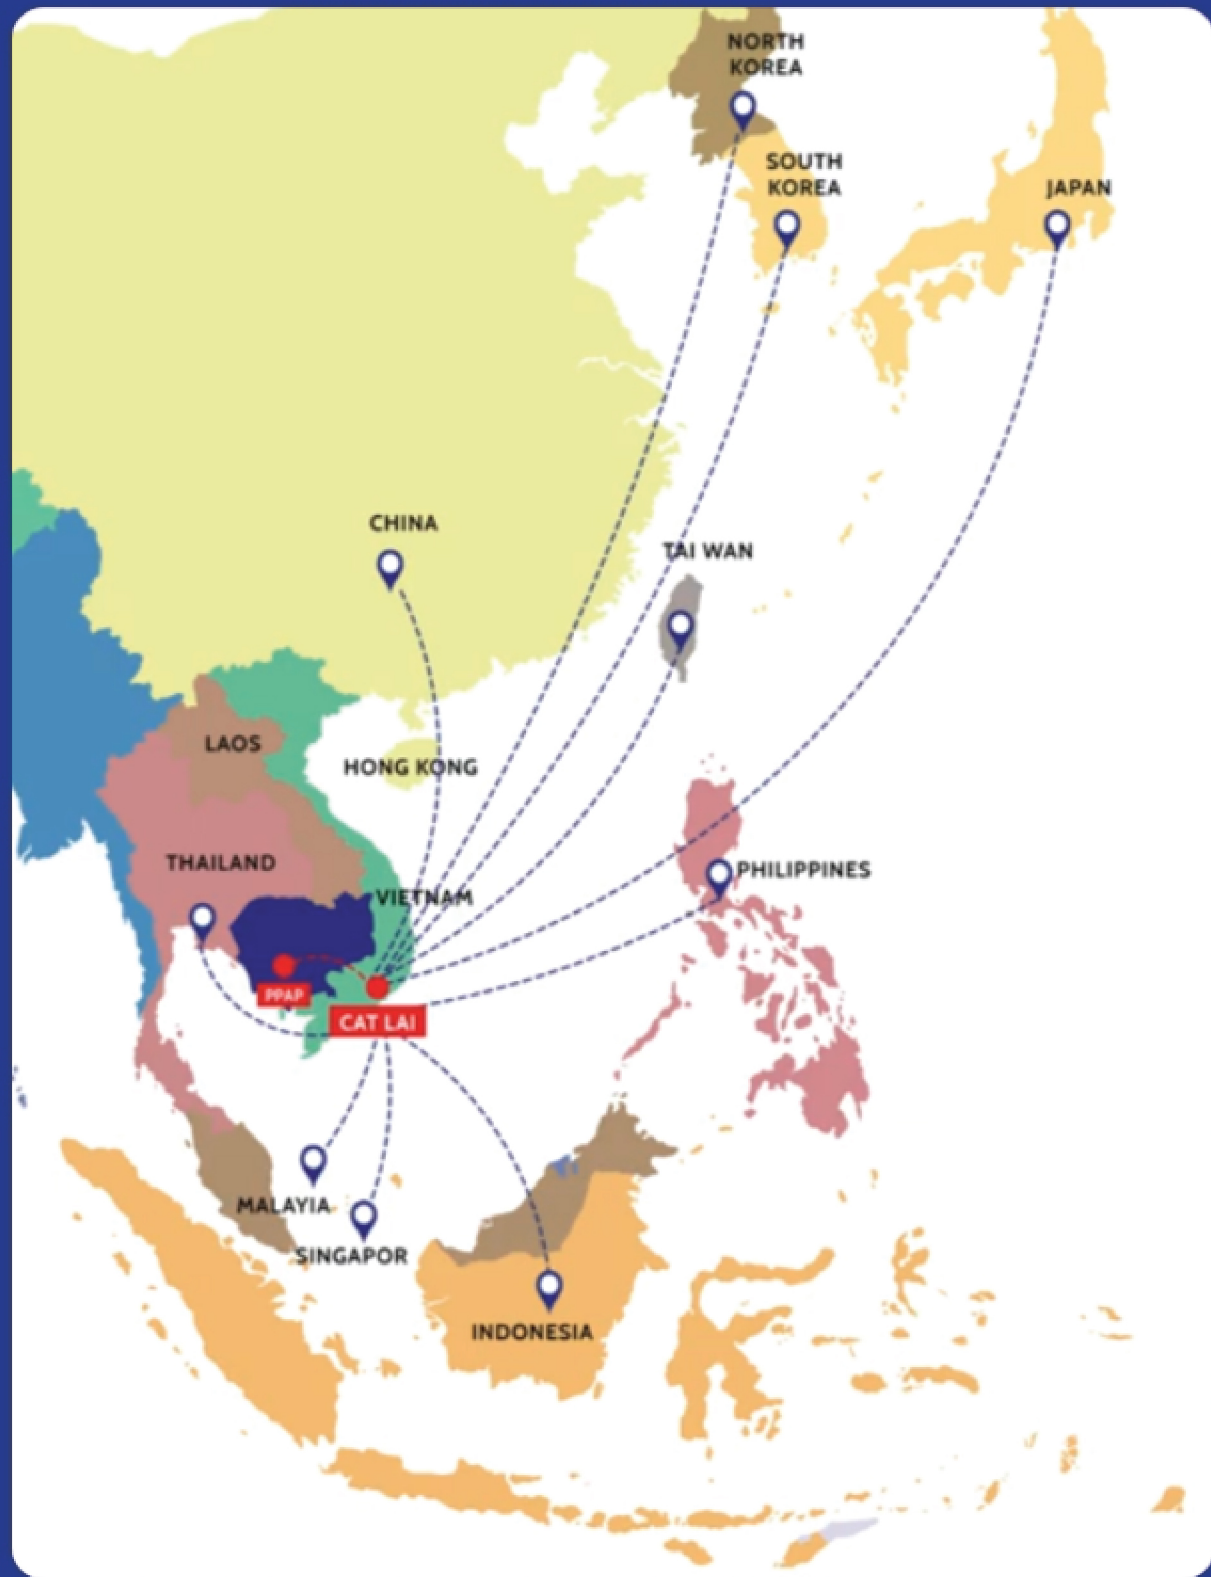 NORTH
KOREA
SOUTH
KOREA
JAPAN
CHINA
TAI WAN
LAOS
HONG KONG
THAILAND
PHILIPPINES
VIETNAM
PPAP
CAT LAI
MALAYIA
SINGAPOR
INDONESIA